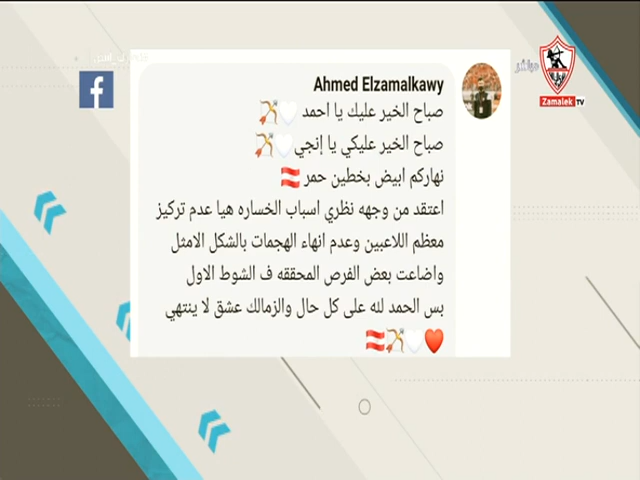 مباشر
Zamalek TV
Ahmed Elzamalkawy
صباح الخير عليك يا احمد 🤍🏹
صباح الخير عليكي يا إنجي 🤍🏹
نهاركم ابيض بخطين حمر 🇦🇹
اعتقد من وجهه نظري اسباب الخساره هيا عدم تركيز
معظم اللاعبين وعدم انهاء الهجمات بالشكل الامثل
واضاعت بعض الفرص المحققه ف الشوط الاول
بس الحمد لله على كل حال والزمالك عشق لا ينتهي
♥️🤍🏹🇦🇹